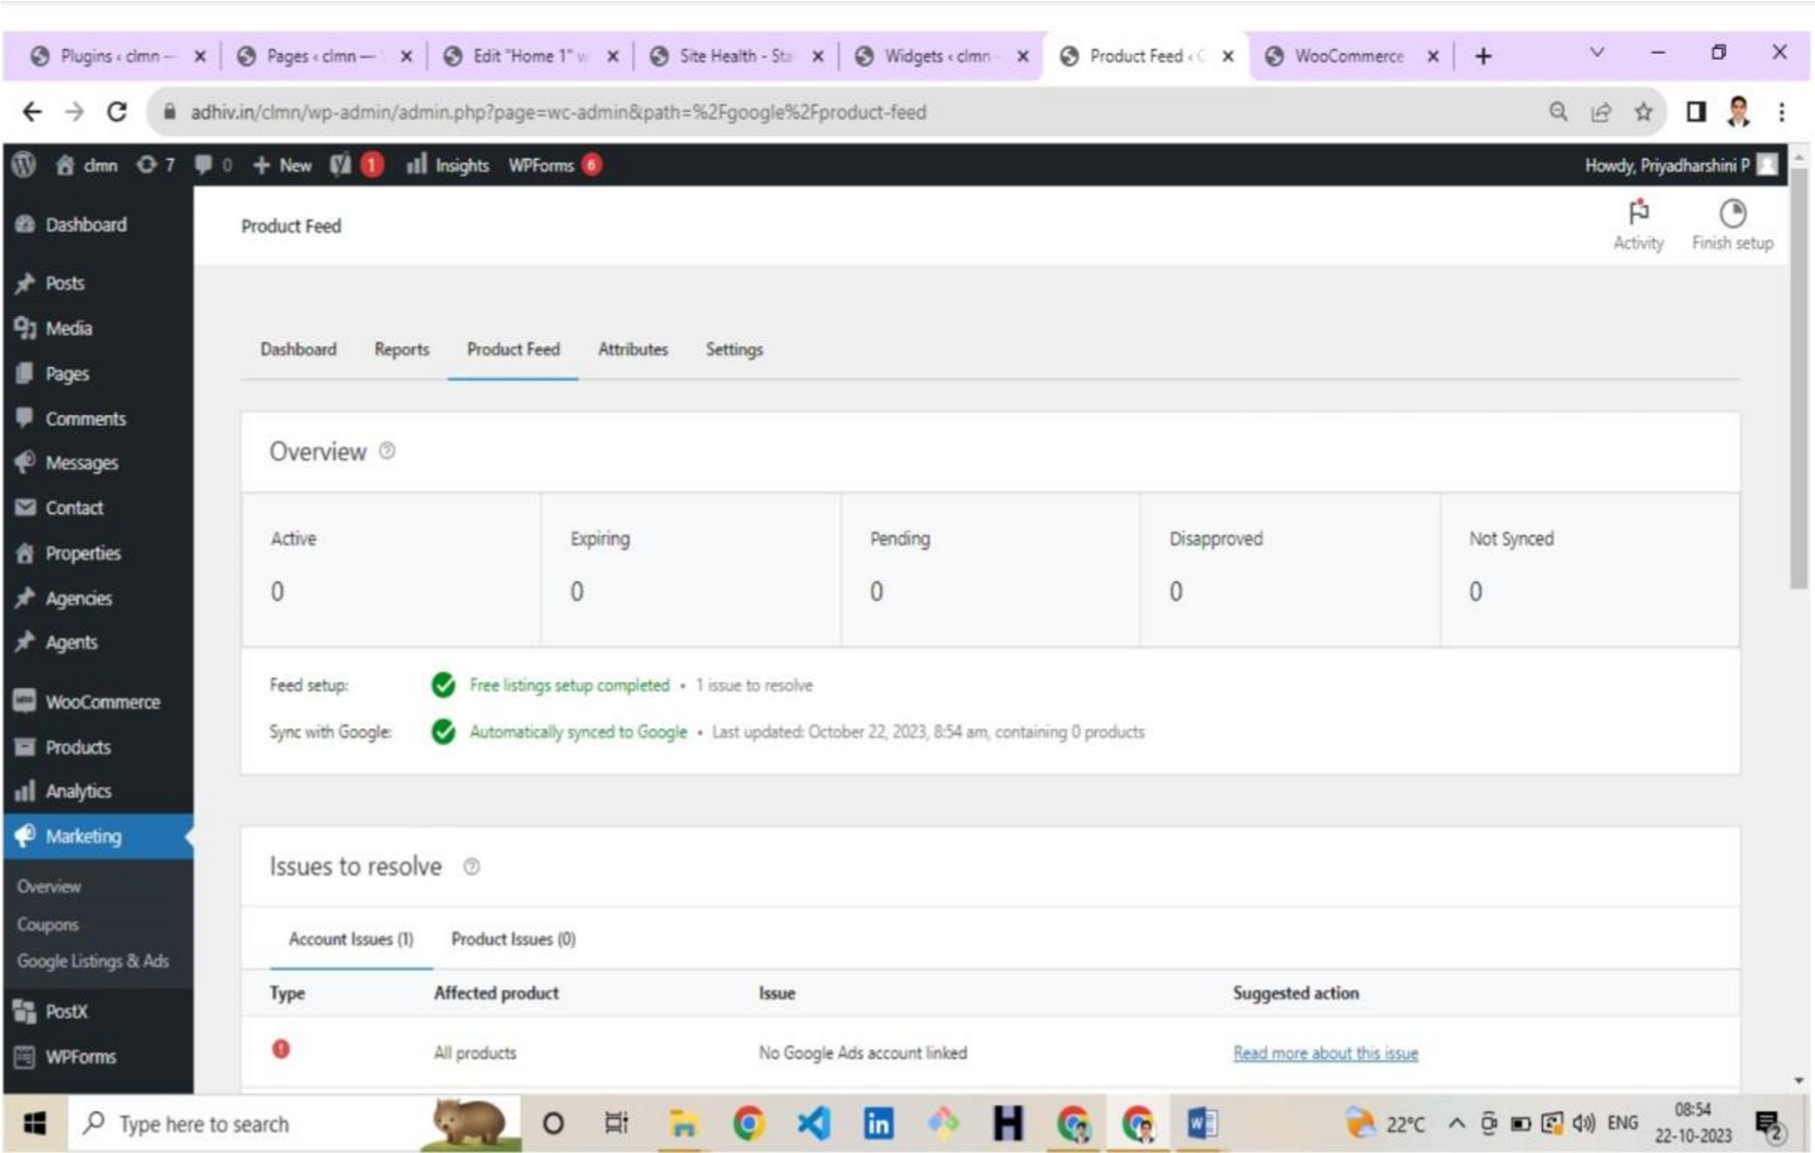 Plugins ‹ clmn —
Pages ‹ clmn —
Edit "Home 1" w
Site Health - Sta
Widgets ‹ clmn -
Product Feed ‹ G
WooCommerce
adhiv.in/clmn/wp-admin/admin.php?page=wc-admin&path=%2Fgoogle%2Fproduct-feed
clmn 7 0 + New 1 Insights WPForms 6
Howdy, Priyadharshini P
Dashboard
Posts
Media
Pages
Comments
Messages
Contact
Properties
Agencies
Agents
WooCommerce
Products
Analytics
Marketing
Overview
Coupons
Google Listings & Ads
PostX
WPForms
Product Feed
Activity
Finish setup
Dashboard Reports Product Feed Attributes Settings
Overview
Active Expiring Pending Disapproved Not Synced
0 0 0 0 0
Feed setup: Free listings setup completed • 1 issue to resolve
Sync with Google: Automatically synced to Google • Last updated: October 22, 2023, 8:54 am, containing 0 products
Issues to resolve
Account Issues (1) Product Issues (0)
Type Affected product Issue Suggested action
All products No Google Ads account linked Read more about this issue
Type here to search
in
H
W
22°C
ENG
08:54
22-10-2023
2